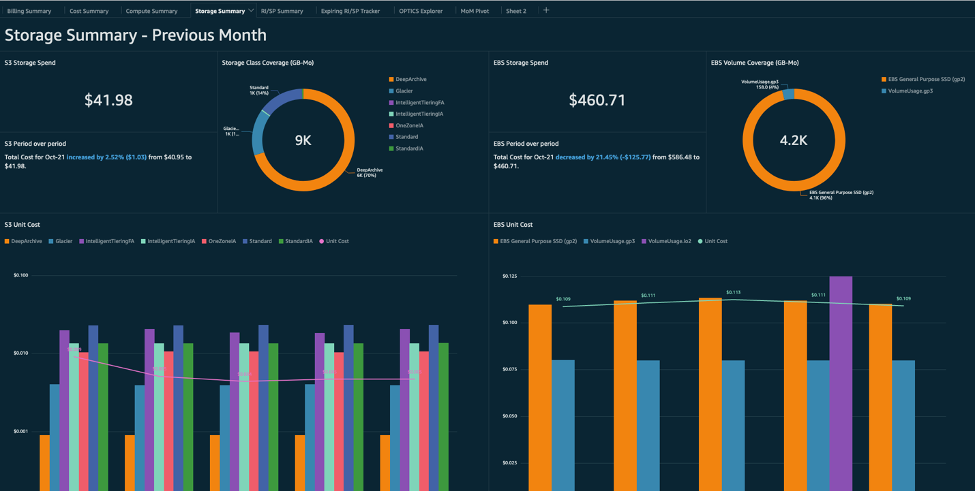 Billing Summary
Cost Summary
Compute Summary
Storage Summary
RI/SP Summary
Expiring RI/SP Tracker
OPTICS Explorer
MoM Pivot
Sheet 2
Storage Summary - Previous Month
S3 Storage Spend
$41.98
S3 Period over period
Total Cost for Oct-21 increased by 2.52% ($1.03) from $40.95 to
$41.98.
Storage Class Coverage (GB-Mo)
Standard
1K (14%)
Glacie...
1K (1...
9K
DeepArchive
6K (70%)
DeepArchive
Glacier
IntelligentTieringFA
IntelligentTieringIA
OneZoneIA
Standard
StandardIA
EBS Storage Spend
$460.71
EBS Period over period
Total Cost for Oct-21 decreased by 21.45% (-$125.77) from $586.48 to
$460.71.
EBS Volume Coverage (GB-Mo)
VolumeUsage.gp3
158.0 (4%)
4.2K
EBS General Purpose SSD (gp2)
4.1K (96%)
EBS General Purpose SSD (gp2)
VolumeUsage.gp3
S3 Unit Cost
DeepArchive
Glacier
IntelligentTieringFA
IntelligentTieringIA
OneZoneIA
Standard
StandardIA
Unit Cost
$0.100
$0.010
$0.001
EBS Unit Cost
EBS General Purpose SSD (gp2)
VolumeUsage.gp3
VolumeUsage.io2
Unit Cost
$0.125
$0.100
$0.075
$0.050
$0.025
$0.109
$0.111
$0.113
$0.111
$0.109